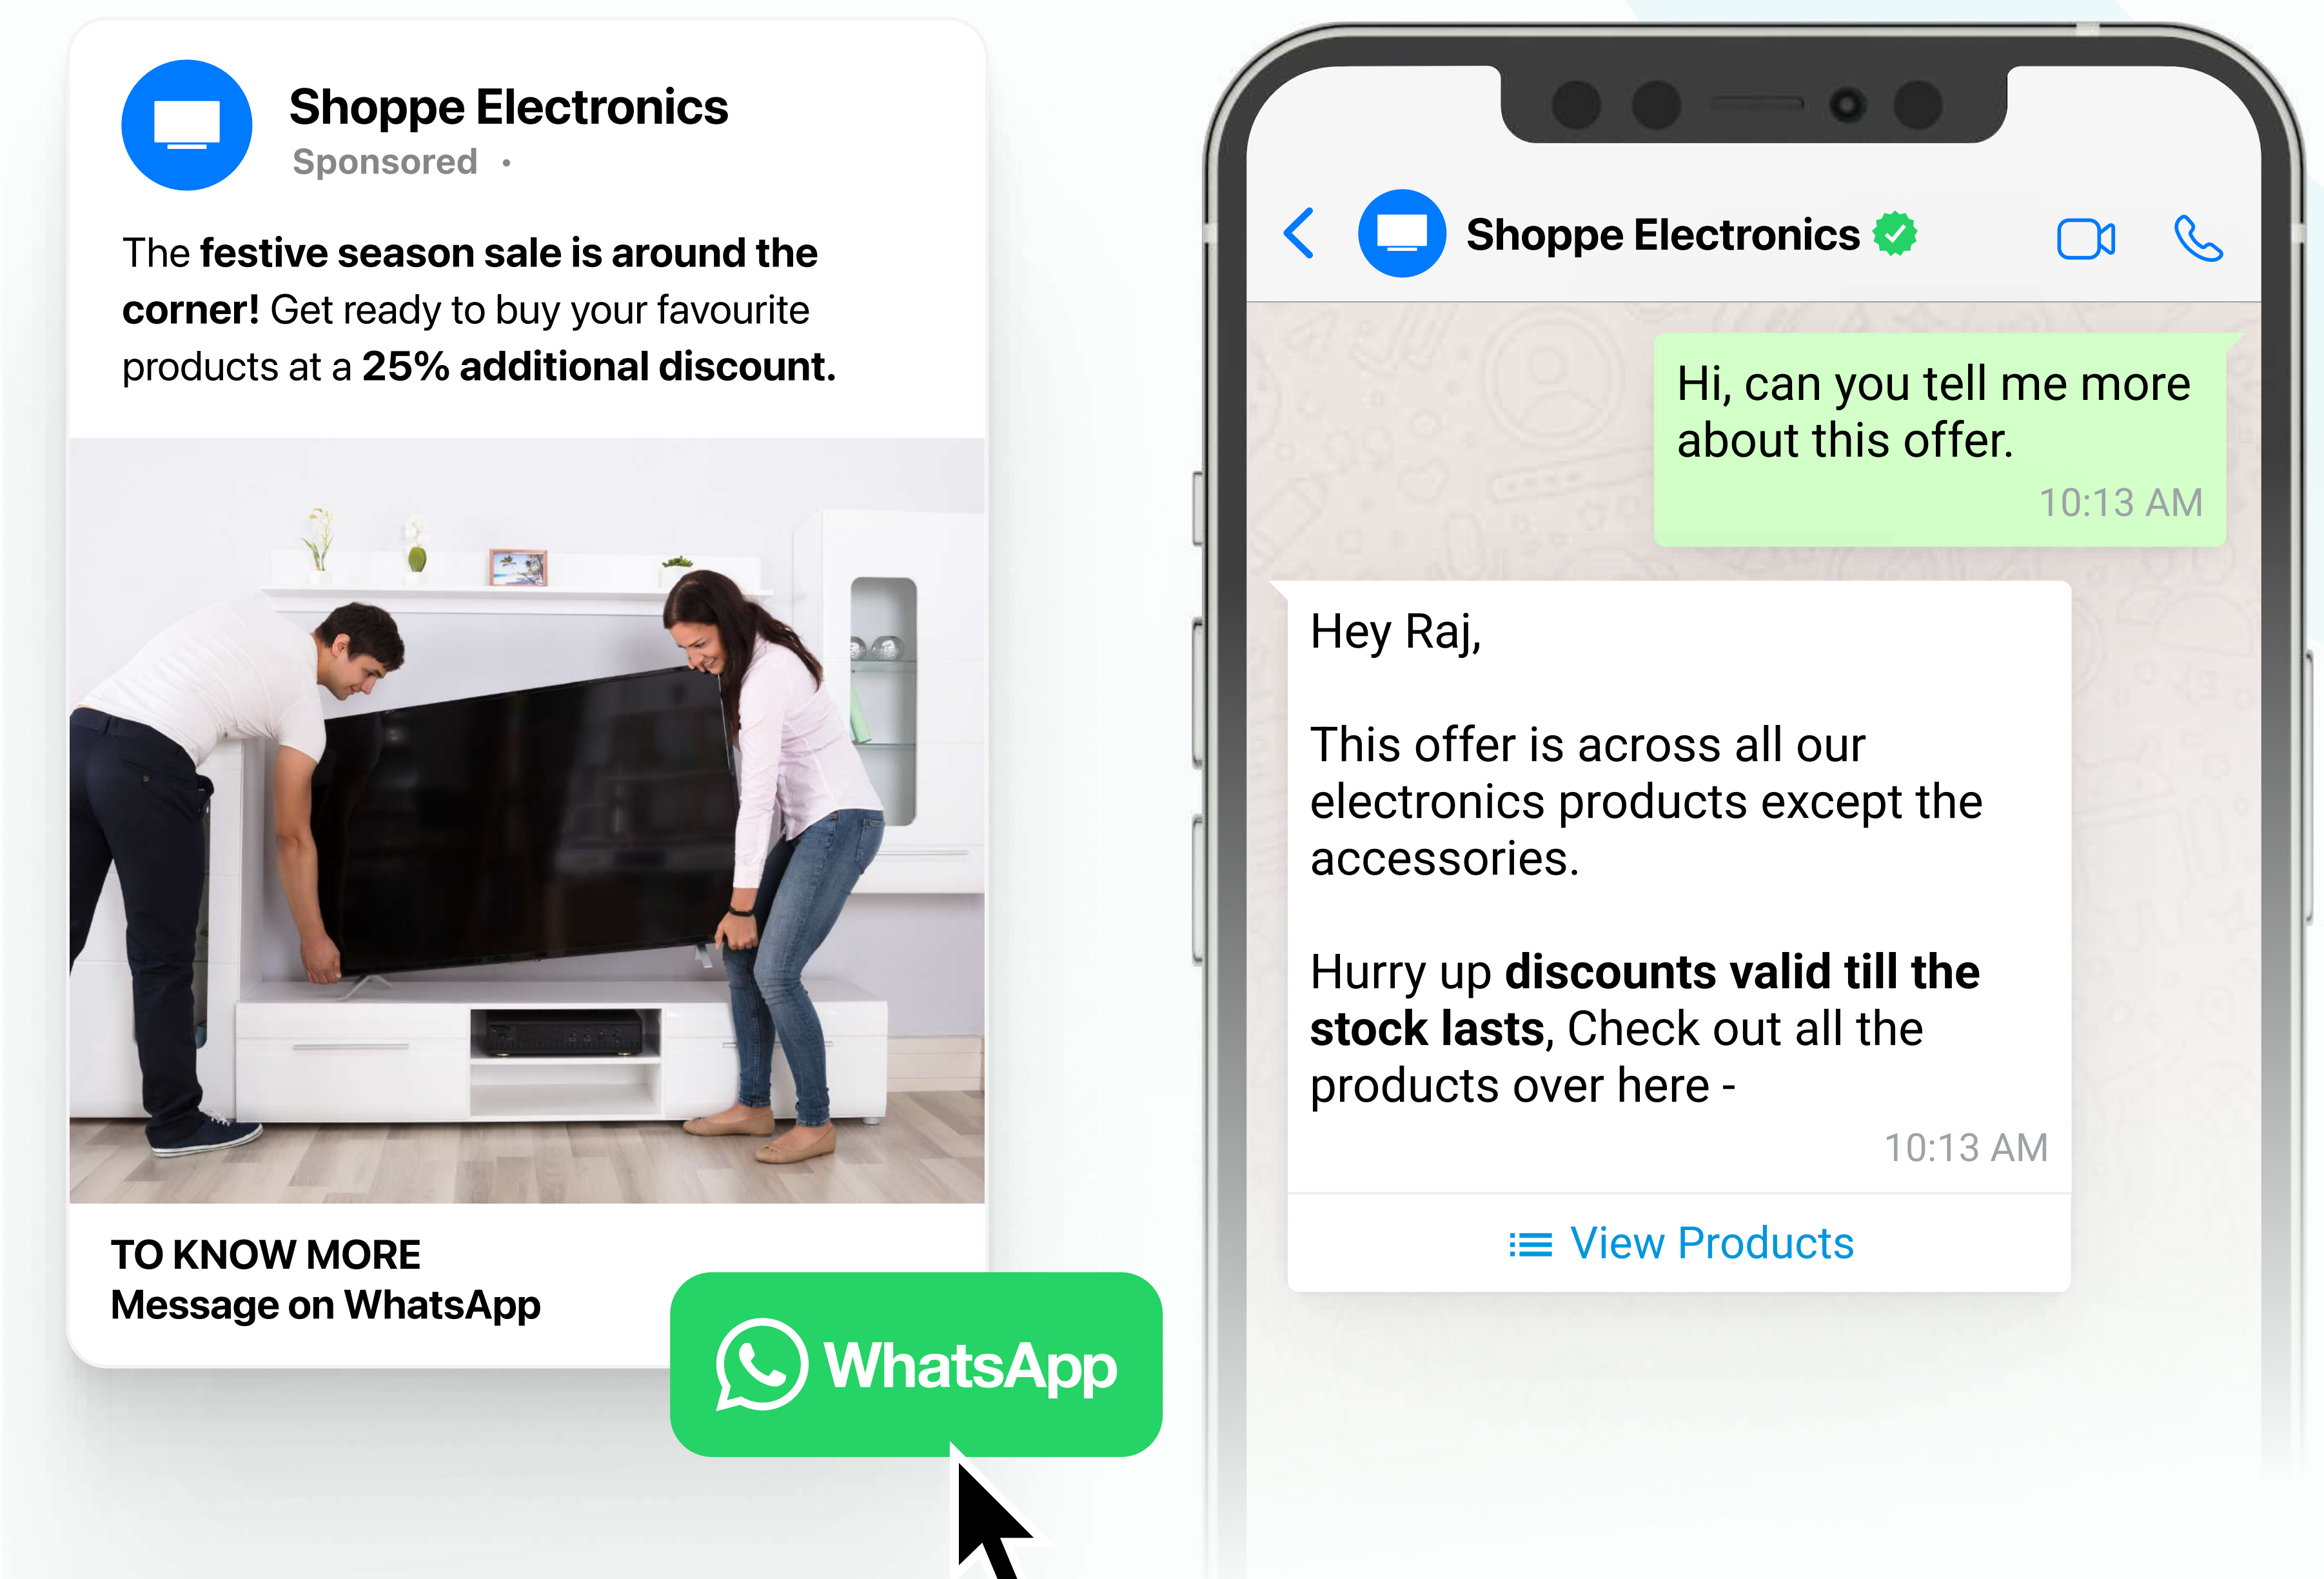 Shoppe Electronics
Sponsored •
The festive season sale is around the
corner! Get ready to buy your favourite
products at a 25% additional discount.
TO KNOW MORE
Message on WhatsApp
WhatsApp
Shoppe Electronics
Hi, can you tell me more
about this offer.
10:13 AM
Hey Raj,
This offer is across all our
electronics products except the
accessories.
Hurry up discounts valid till the
stock lasts, Check out all the
products over here -
10:13 AM
View Products